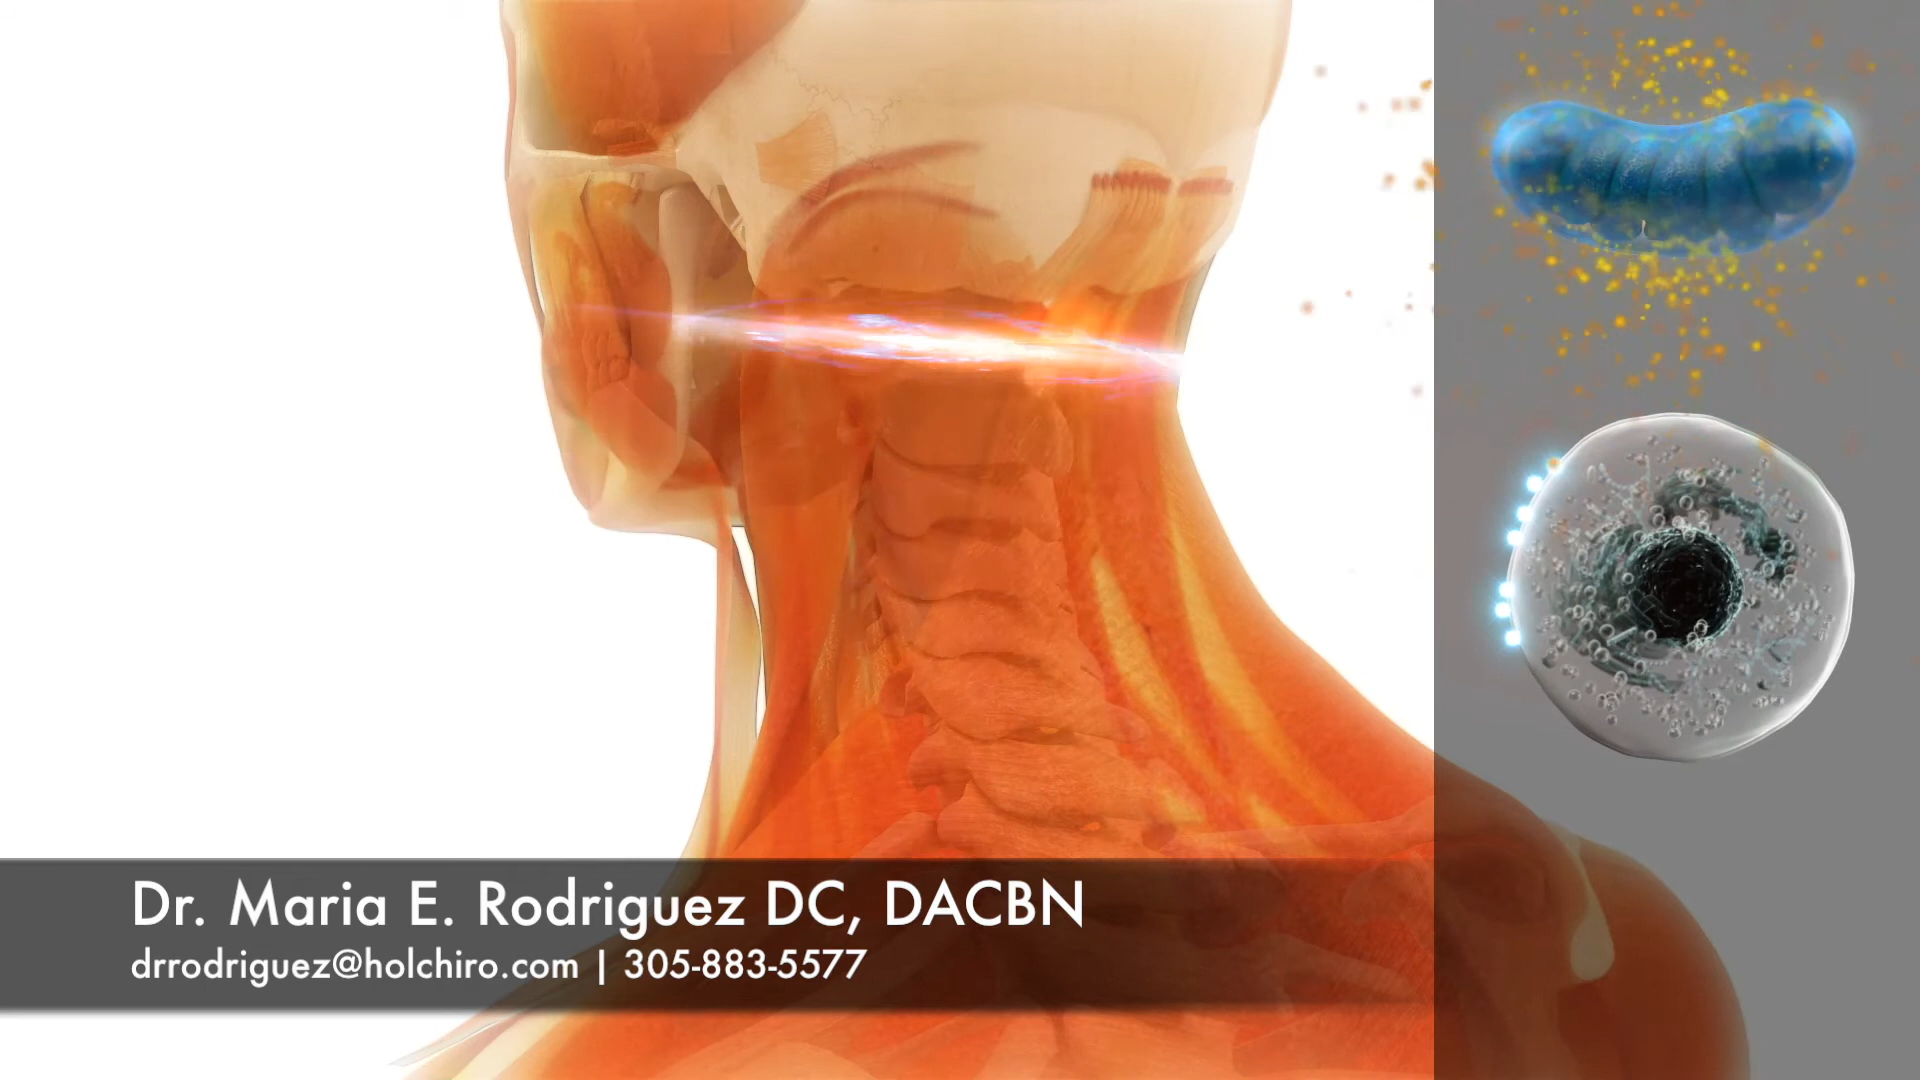 Dr. Maria E. Rodriguez DC, DACBN
drrodriguez@holchiro.com | 305-883-5577